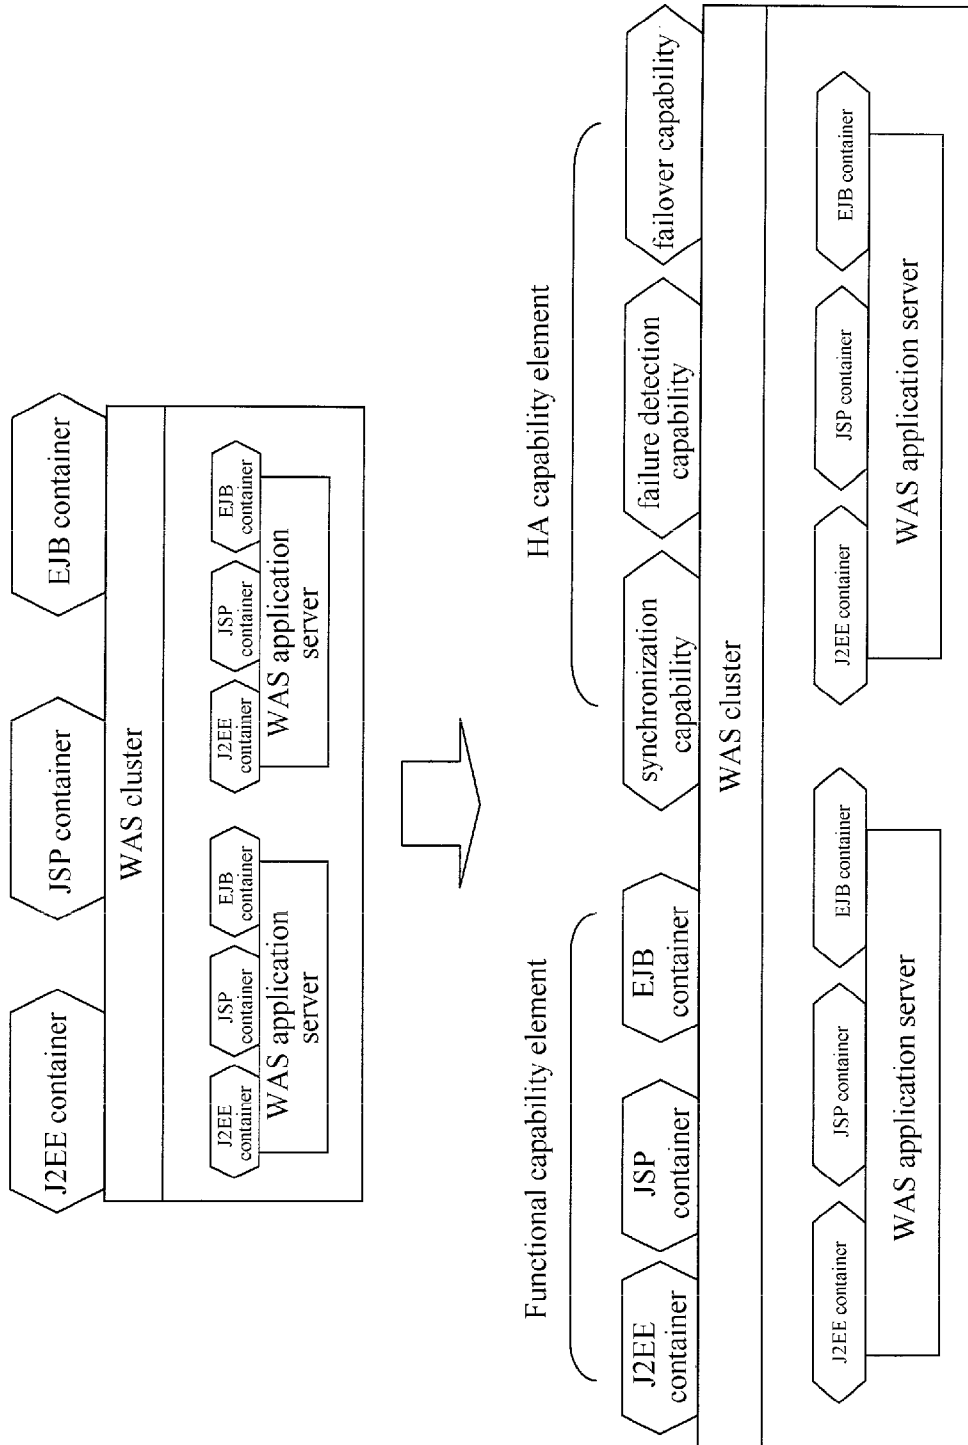 J2EE container
JSP container
EJB container
WAS cluster
J2EE
container
JSP
container
EJB
container
WAS application
server
J2EE
container
JSP
container
EJB
container
WAS application
server
Functional capability element
HA capability element
J2EE
container
JSP
container
EJB
container
synchronization
capability
failure detection
capability
failover capability
WAS cluster
J2EE container
JSP container
EJB container
WAS application server
J2EE container
JSP container
EJB container
WAS application server